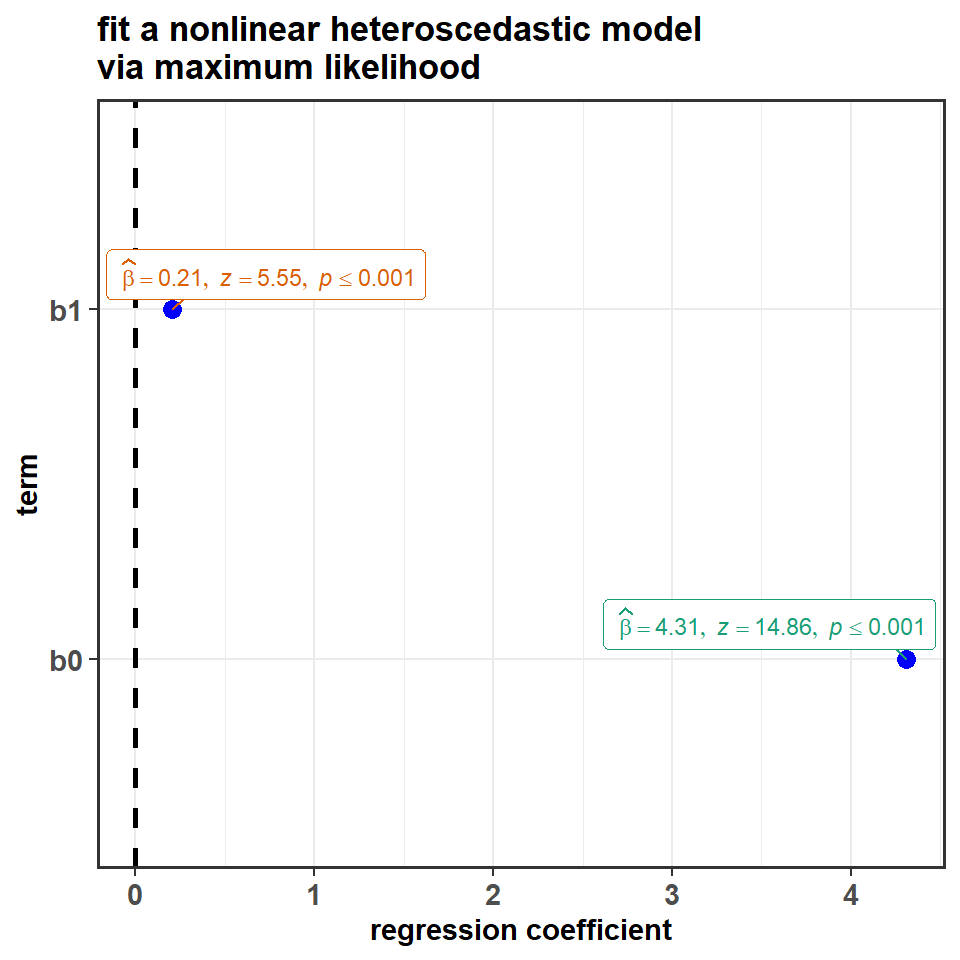 fit a nonlinear heteroscedastic model
via maximum likelihood
β̂ = 0.21, z = 5.55, p ≤ 0.001
b1
term
β̂ = 4.31, z = 14.86, p ≤ 0.001
b0
0 1 2 3 4
regression coefficient